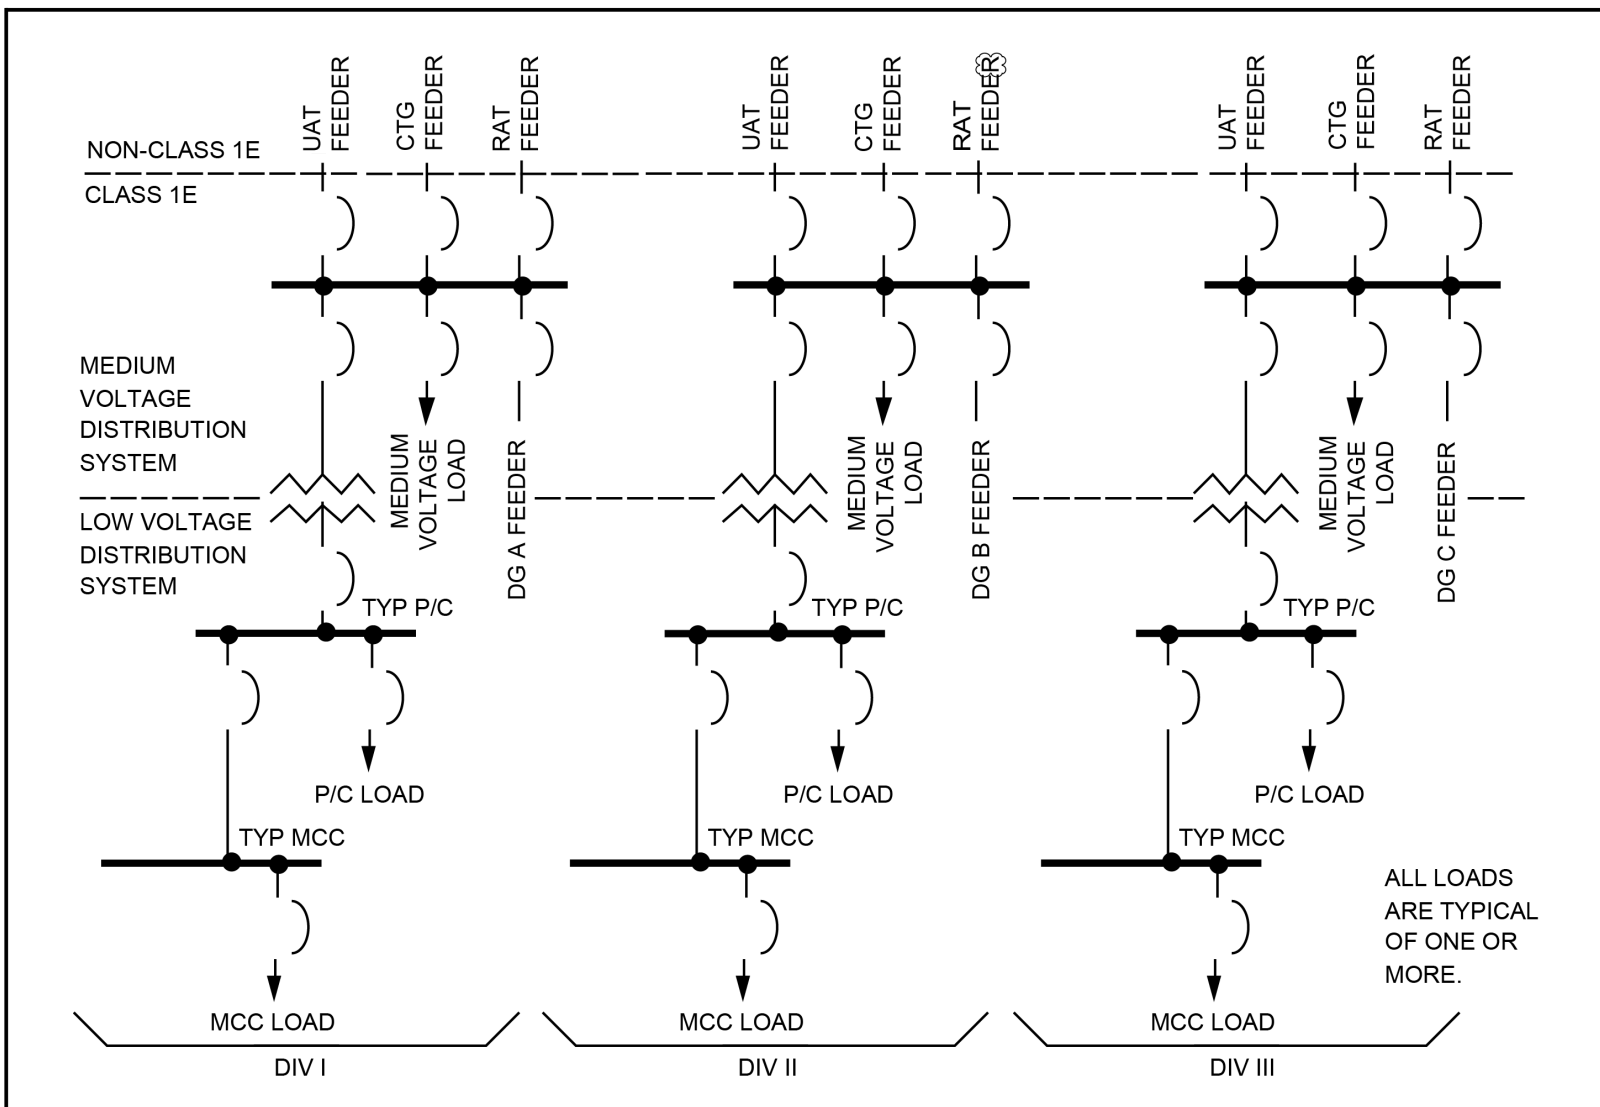 UAT
FEEDER
CTG
FEEDER
RAT
FEEDER
UAT
FEEDER
CTG
FEEDER
RAT
FEEDER
UAT
FEEDER
CTG
FEEDER
RAT
FEEDER
NON-CLASS 1E
CLASS 1E
MEDIUM
VOLTAGE
DISTRIBUTION
SYSTEM
LOW VOLTAGE
DISTRIBUTION
SYSTEM
MEDIUM
VOLTAGE
LOAD
DG A FEEDER
MEDIUM
VOLTAGE
LOAD
DG B FEEDER
MEDIUM
VOLTAGE
LOAD
DG C FEEDER
TYP P/C
TYP P/C
TYP P/C
P/C LOAD
P/C LOAD
P/C LOAD
TYP MCC
TYP MCC
TYP MCC
ALL LOADS
ARE TYPICAL
OF ONE OR
MORE.
MCC LOAD
MCC LOAD
MCC LOAD
DIV I
DIV II
DIV III